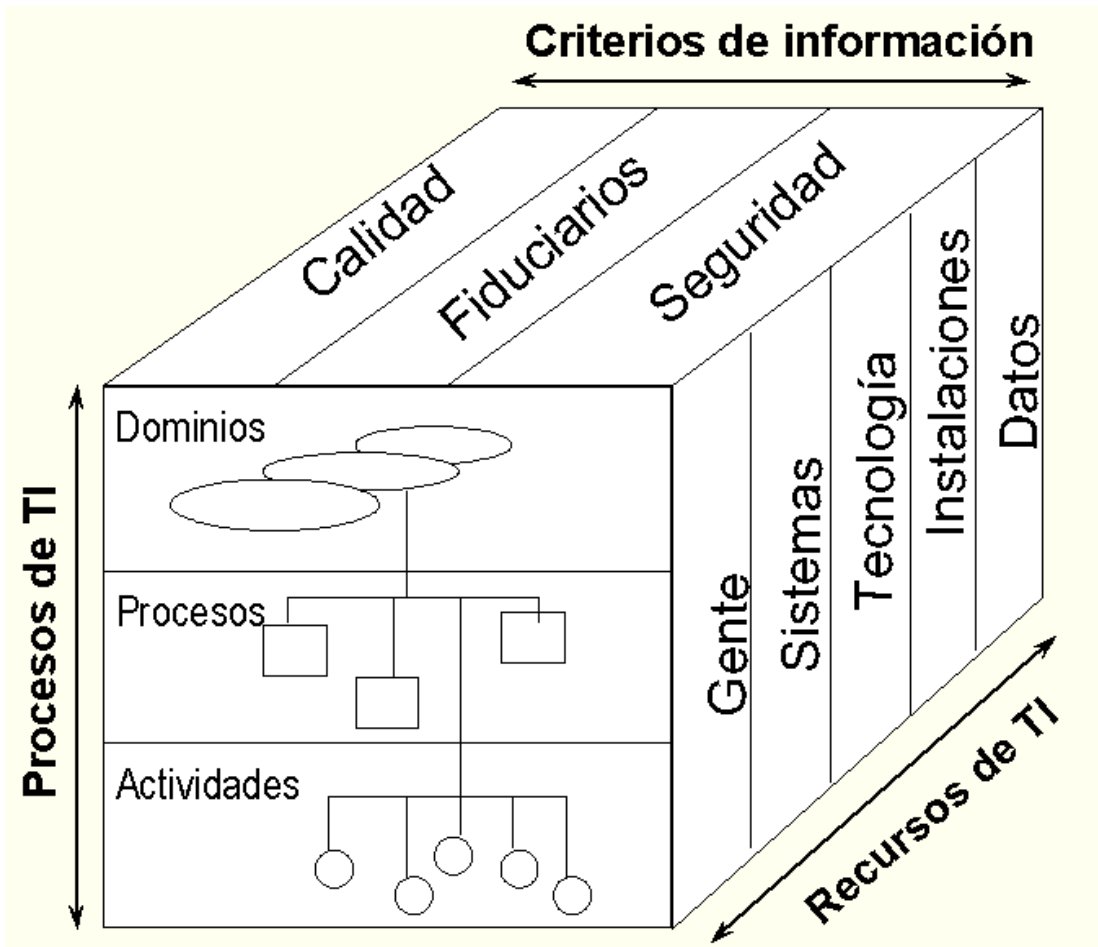 Criterios de información
Calidad
Fiduciarios
Seguridad
Procesos de TI
Dominios
Procesos
Actividades
Gente
Sistemas
Tecnología
Instalaciones
Datos
Recursos de TI